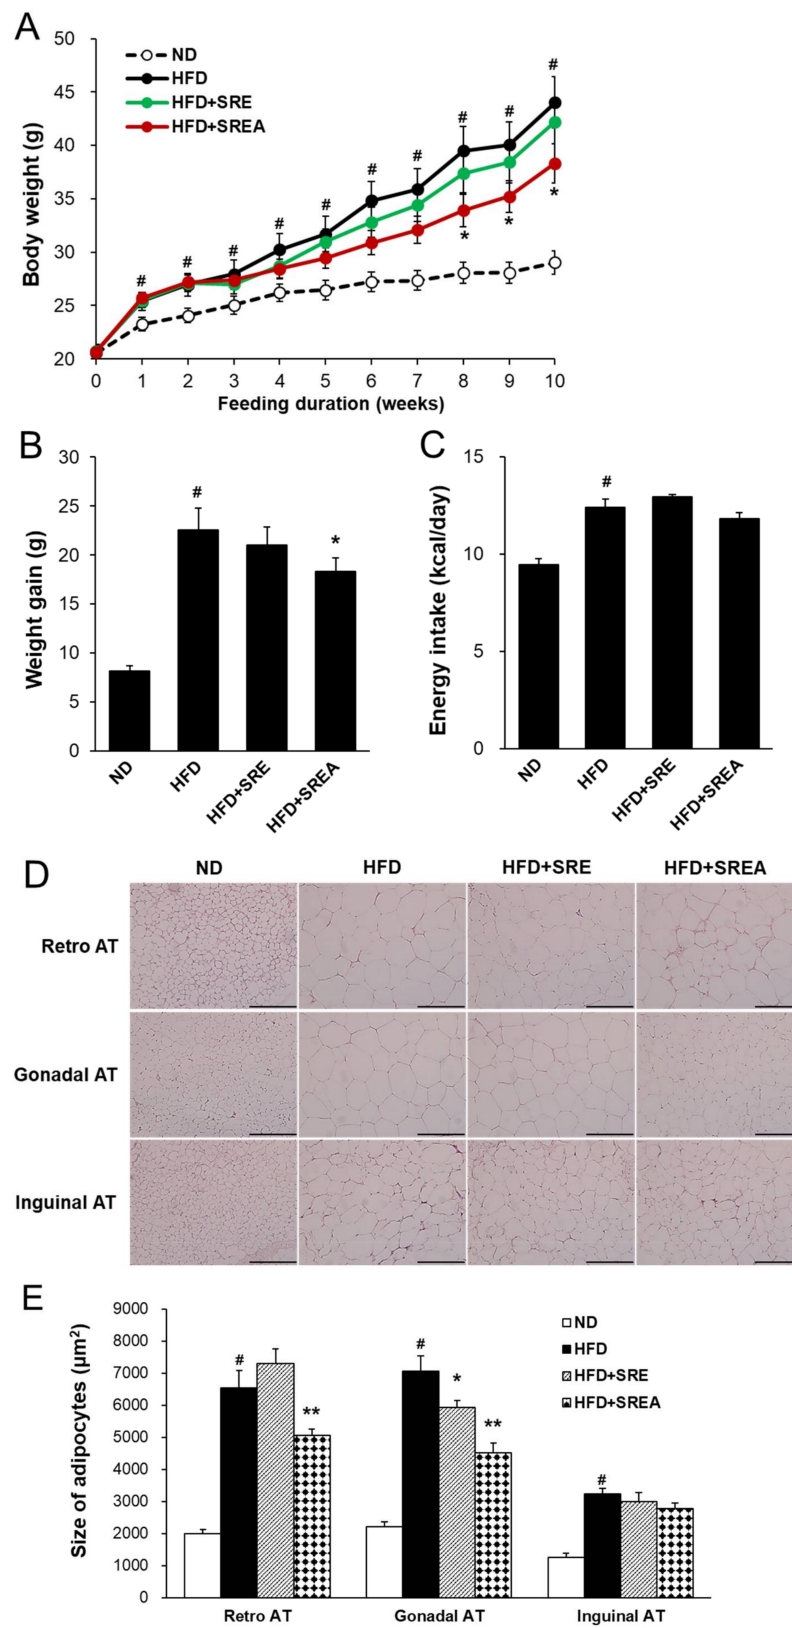 A
50
45
40
35
30
25
20
Body weight (g)
ND
HFD
HFD+SRE
HFD+SREA
# # # # # # # # # #
* * *
0 1 2 3 4 5 6 7 8 9 10
Feeding duration (weeks)
B
30
25
20
15
10
5
0
Weight gain (g)
#
*
ND HFD HFD+SRE HFD+SREA
C
15
10
5
0
Energy intake (kcal/day)
#
ND HFD HFD+SRE HFD+SREA
D
ND HFD HFD+SRE HFD+SREA
Retro AT
Gonadal AT
Inguinal AT
E
9000
8000
7000
6000
5000
4000
3000
2000
1000
0
Size of adipocytes (μm²)
ND
HFD
HFD+SRE
HFD+SREA
# **
# * **
#
Retro AT Gonadal AT Inguinal AT